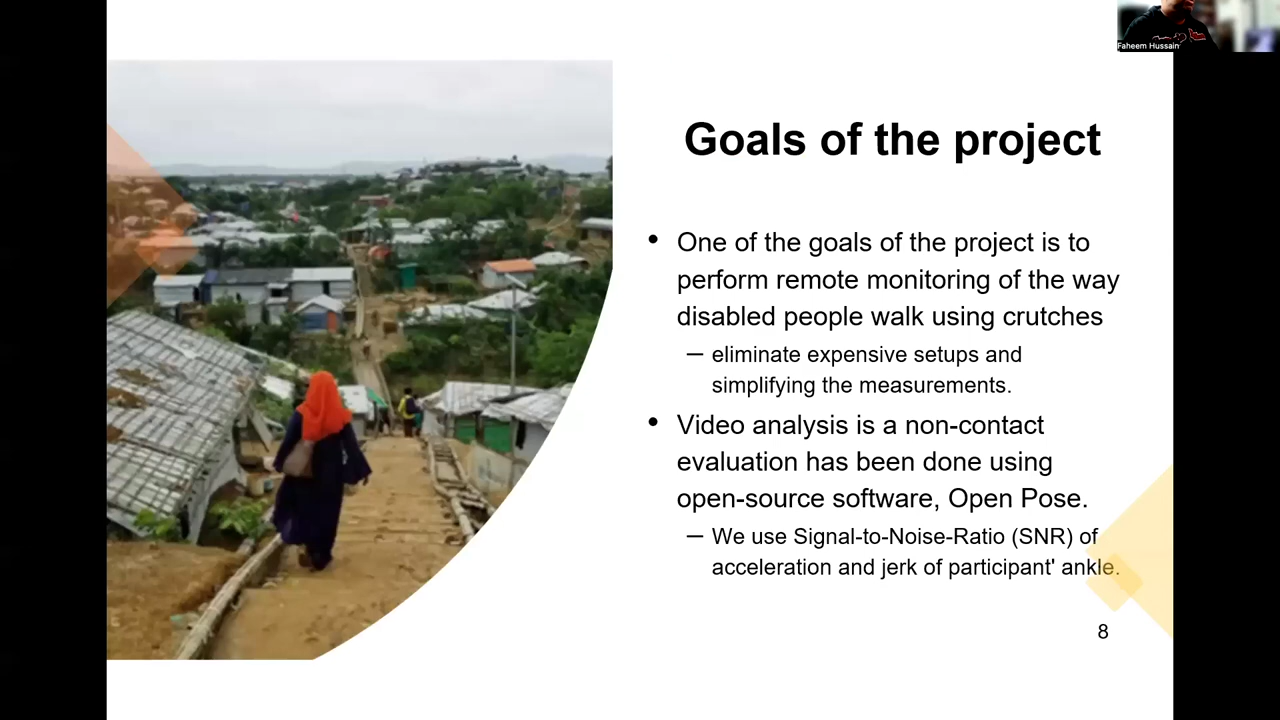 Faheem Hussain
Goals of the project
• One of the goals of the project is to
perform remote monitoring of the way
disabled people walk using crutches
– eliminate expensive setups and
simplifying the measurements.
• Video analysis is a non-contact
evaluation has been done using
open-source software, Open Pose.
– We use Signal-to-Noise-Ratio (SNR) of
acceleration and jerk of participant' ankle.
8